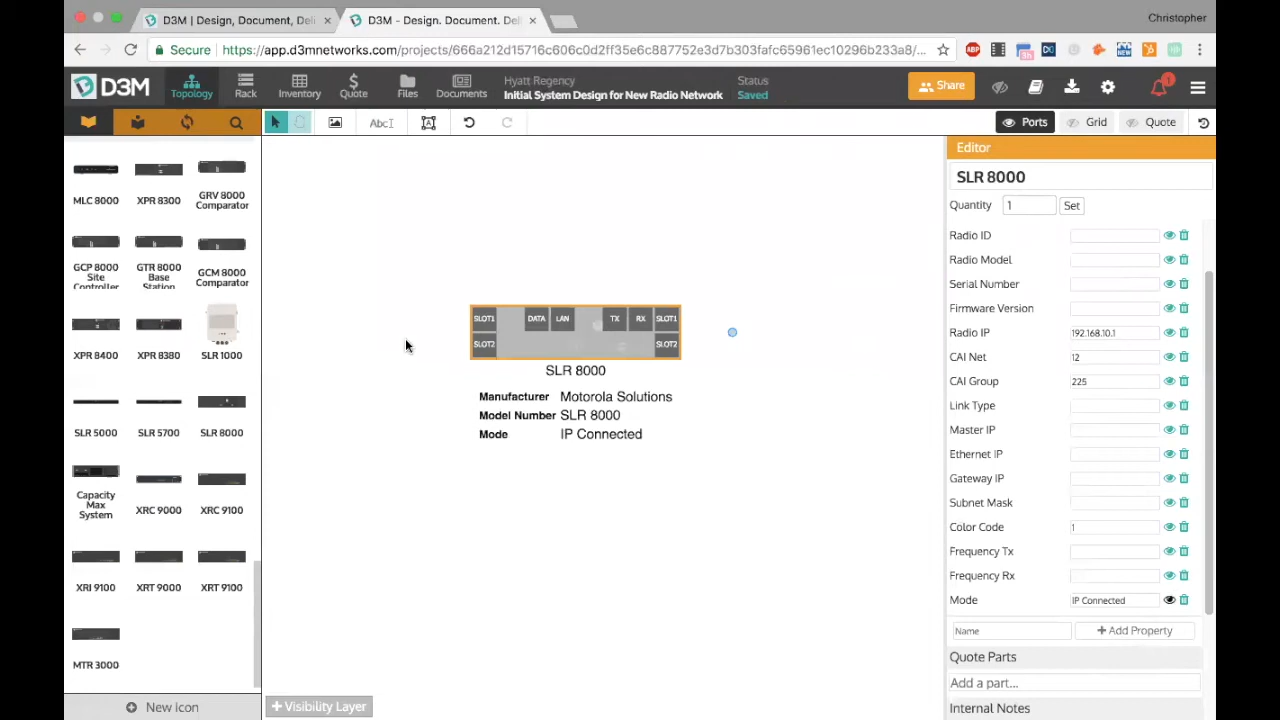 D3M | Design, Document, Deli
D3M - Design. Document. Deli
Christopher
Secure
https://app.d3mnetworks.com/projects/666a212d15716c606c0d2ff35e6c887752e3d7b303fafc65961ec10296b233a8/...
ABP
NEW
D3M
Topology
Rack
Inventory
Quote
Files
Documents
Hyatt Regency
Initial System Design for New Radio Network
Status
Saved
Share
1
Abc
Ports
Grid
Quote
MLC 8000
XPR 8300
GRV 8000
Comparator
GCP 8000
Site
Controller
GTR 8000
Base
Station
GCM 8000
Comparator
XPR 8400
XPR 8380
SLR 1000
SLR 5000
SLR 5700
SLR 8000
Capacity
Max
System
XRC 9000
XRC 9100
XRI 9100
XRT 9000
XRT 9100
MTR 3000
New icon
SLOT1 DATA LAN TX RX SLOT1
SLOT2 SLOT2
SLR 8000
Manufacturer Motorola Solutions
Model Number SLR 8000
Mode IP Connected
+ Visibility Layer
Editor
SLR 8000
Quantity 1 Set
Radio ID
Radio Model
Serial Number
Firmware Version
Radio IP 192.168.10.1
CAI Net 12
CAI Group 225
Link Type
Master IP
Ethernet IP
Gateway IP
Subnet Mask
Color Code 1
Frequency Tx
Frequency Rx
Mode IP Connected
Name + Add Property
Quote Parts
Add a part...
Internal Notes